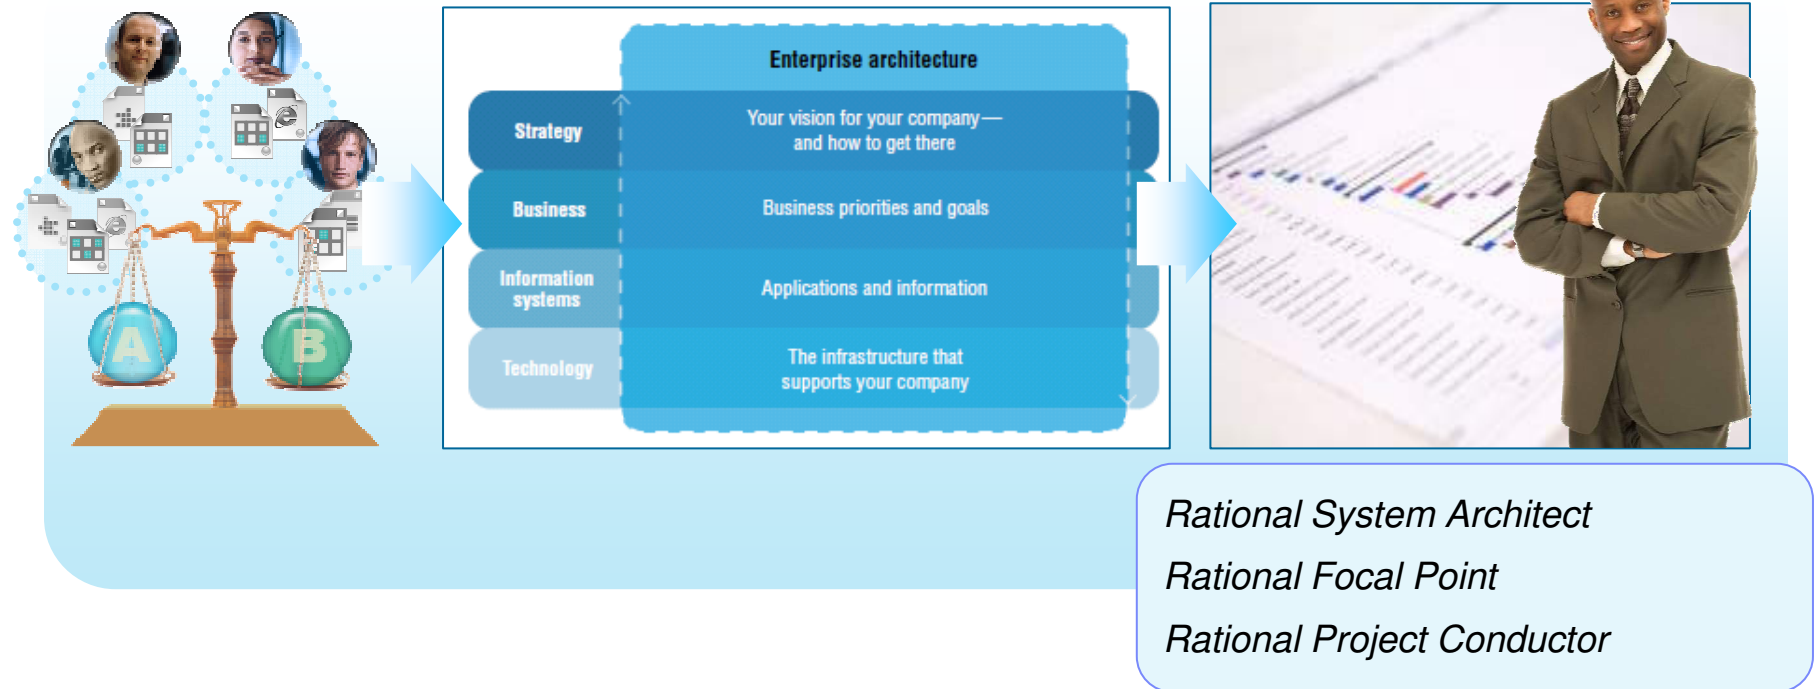 A
B
Enterprise architecture
Strategy
Your vision for your company—
and how to get there
Business
Business priorities and goals
Information
systems
Applications and information
Technology
The infrastructure that
supports your company
Rational System Architect
Rational Focal Point
Rational Project Conductor